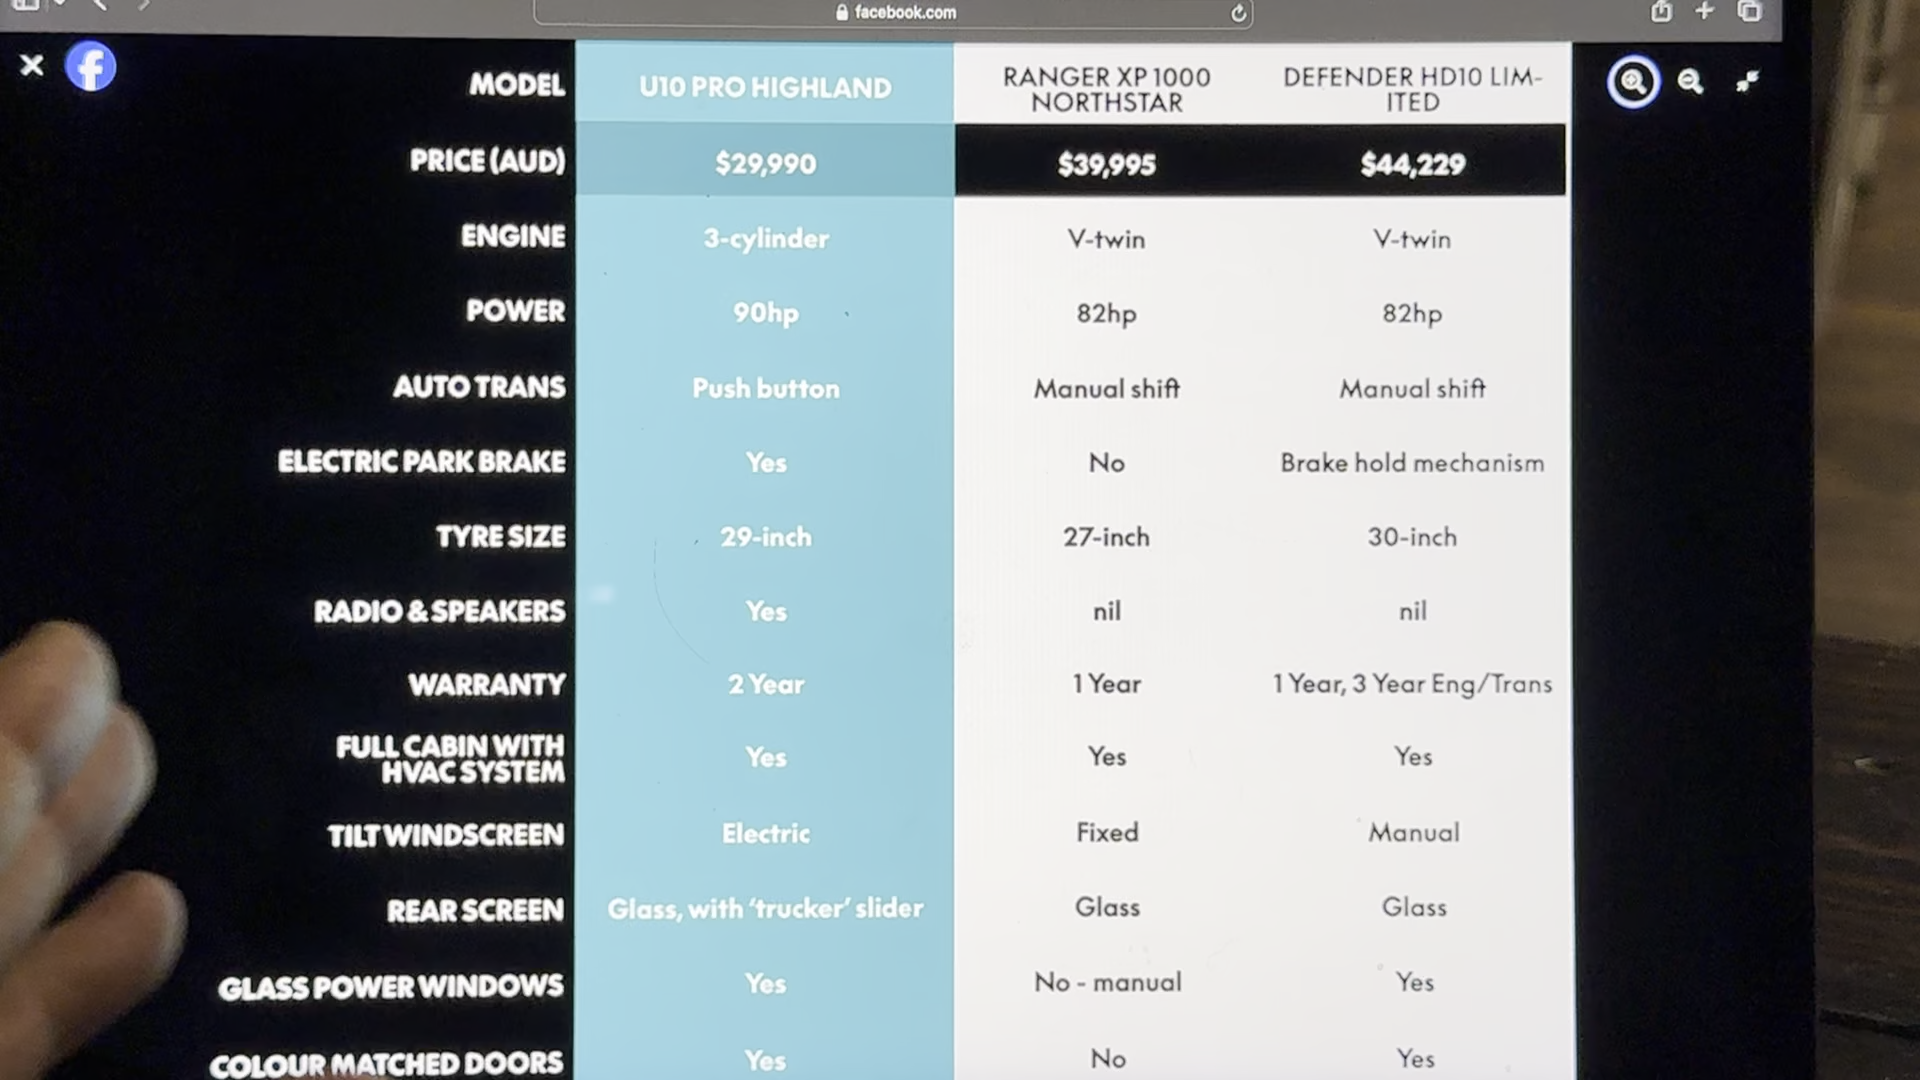 facebook.com
MODEL U10 PRO HIGHLAND RANGER XP 1000 NORTHSTAR DEFENDER HD10 LIM-ITED
PRICE (AUD) $29,990 $39,995 $44,229
ENGINE 3-cylinder V-twin V-twin
POWER 90hp 82hp 82hp
AUTO TRANS Push button Manual shift Manual shift
ELECTRIC PARK BRAKE Yes No Brake hold mechanism
TYRE SIZE 29-inch 27-inch 30-inch
RADIO & SPEAKERS Yes nil nil
WARRANTY 2 Year 1 Year 1 Year, 3 Year Eng/Trans
FULL CABIN WITH HVAC SYSTEM Yes Yes Yes
TILT WINDSCREEN Electric Fixed Manual
REAR SCREEN Glass, with ‘trucker’ slider Glass Glass
GLASS POWER WINDOWS Yes No - manual Yes
COLOUR MATCHED DOORS Yes No Yes